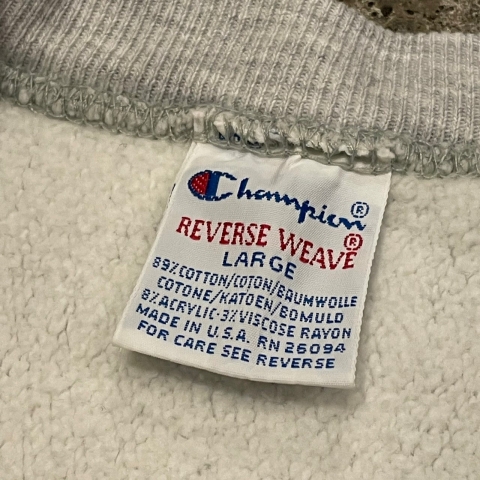 Champion®
REVERSE WEAVE®
LARGE
89% COTTON/COTON/BAUMWOLLE
COTONE/KATOEN/BOMULD
8% ACRYLIC·3% VISCOSE RAYON
MADE IN U.S.A. RN 26094
FOR CARE SEE REVERSE